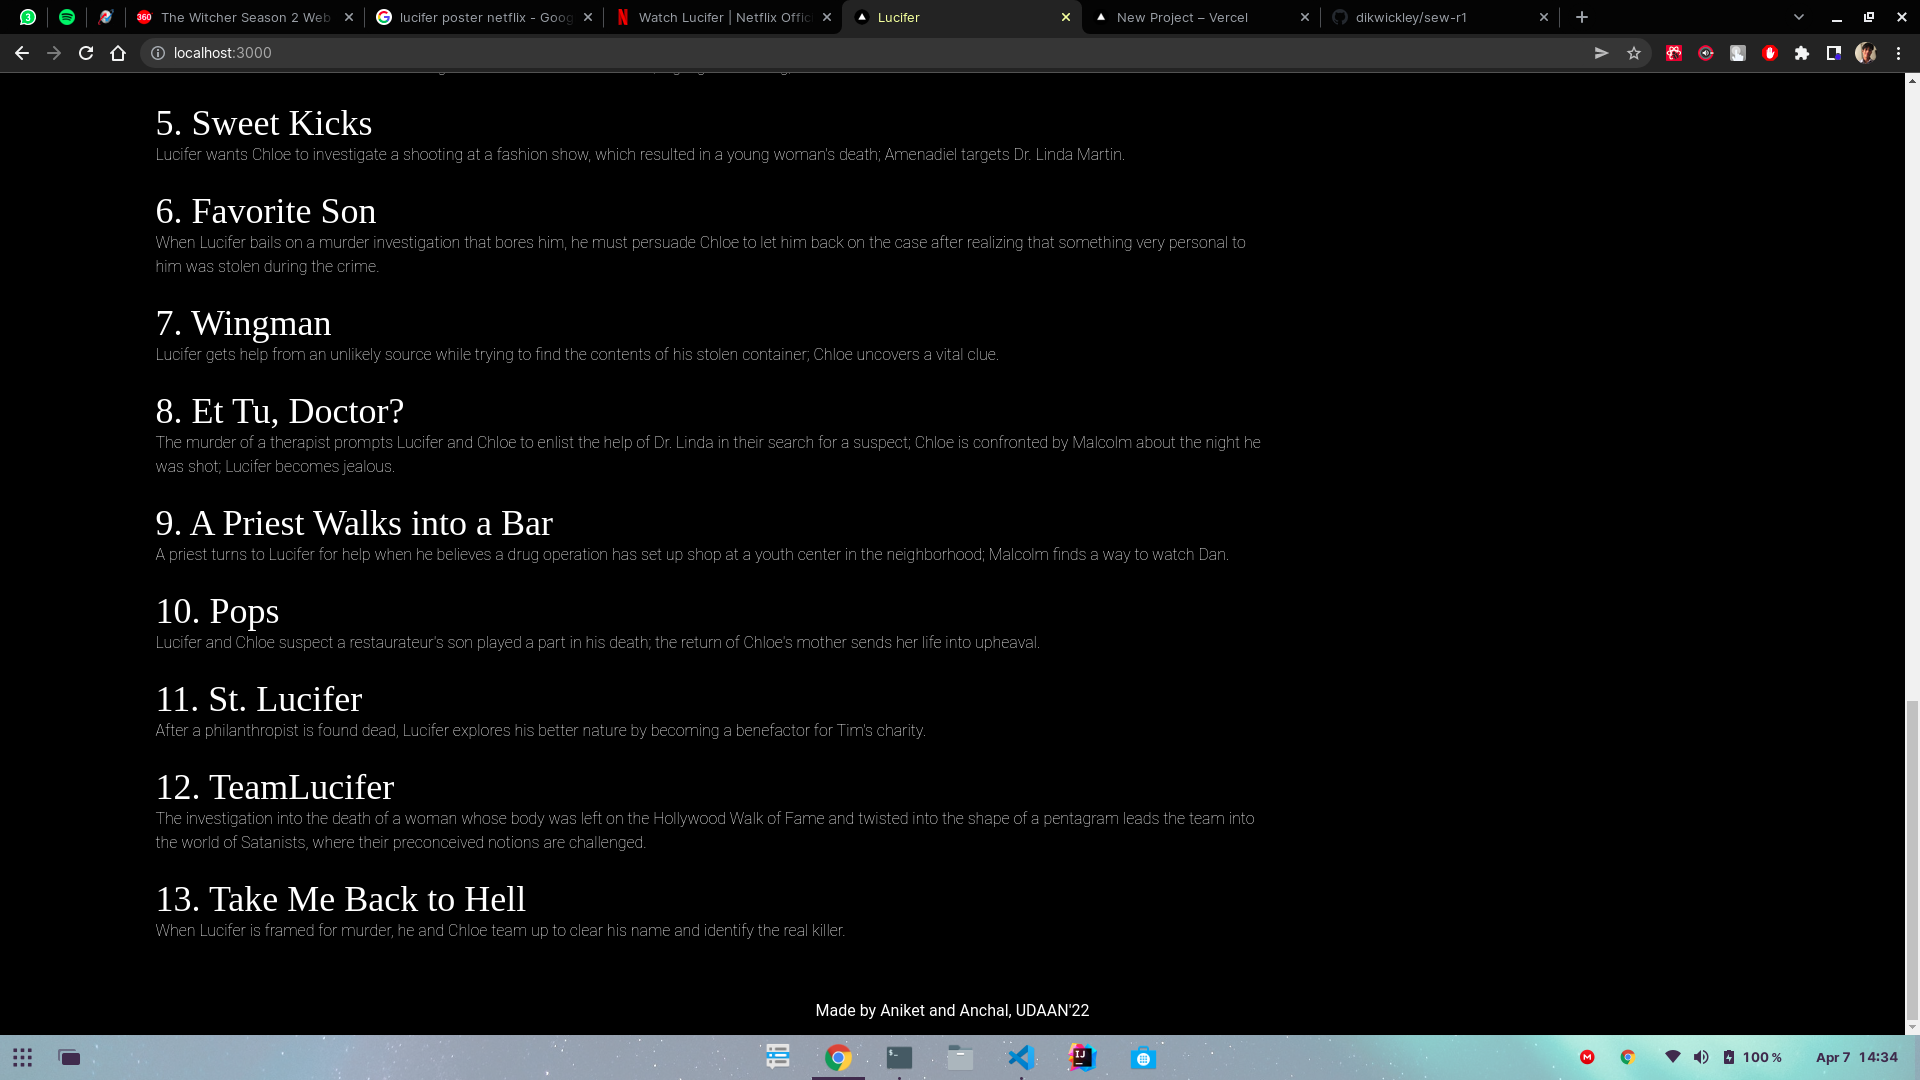 3
360 The Witcher Season 2 Web
lucifer poster netflix - Goog
Watch Lucifer | Netflix Offic
Lucifer
New Project – Vercel
dikwickley/sew-r1
localhost:3000
5. Sweet Kicks
Lucifer wants Chloe to investigate a shooting at a fashion show, which resulted in a young woman's death; Amenadiel targets Dr. Linda Martin.
6. Favorite Son
When Lucifer bails on a murder investigation that bores him, he must persuade Chloe to let him back on the case after realizing that something very personal to
him was stolen during the crime.
7. Wingman
Lucifer gets help from an unlikely source while trying to find the contents of his stolen container; Chloe uncovers a vital clue.
8. Et Tu, Doctor?
The murder of a therapist prompts Lucifer and Chloe to enlist the help of Dr. Linda in their search for a suspect; Chloe is confronted by Malcolm about the night he
was shot; Lucifer becomes jealous.
9. A Priest Walks into a Bar
A priest turns to Lucifer for help when he believes a drug operation has set up shop at a youth center in the neighborhood; Malcolm finds a way to watch Dan.
10. Pops
Lucifer and Chloe suspect a restaurateur's son played a part in his death; the return of Chloe's mother sends her life into upheaval.
11. St. Lucifer
After a philanthropist is found dead, Lucifer explores his better nature by becoming a benefactor for Tim's charity.
12. TeamLucifer
The investigation into the death of a woman whose body was left on the Hollywood Walk of Fame and twisted into the shape of a pentagram leads the team into
the world of Satanists, where their preconceived notions are challenged.
13. Take Me Back to Hell
When Lucifer is framed for murder, he and Chloe team up to clear his name and identify the real killer.
Made by Aniket and Anchal, UDAAN'22
IJ
M
100 %
Apr 7 14:34